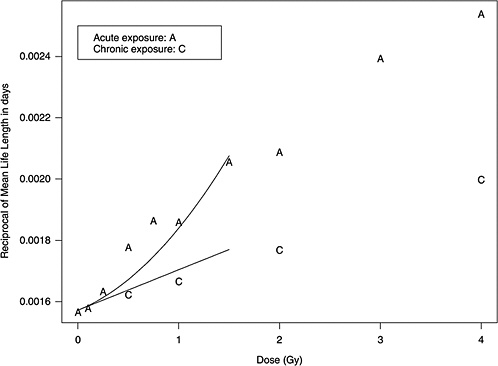 Acute exposure: A
Chronic exposure: C
Reciprocal of Mean Life Length in days
0.0024
0.0022
0.0020
0.0018
0.0016
A
A
A
C
A
A
C
A
A
A
C
A
C
A
A
0 1 2 3 4
Dose (Gy)